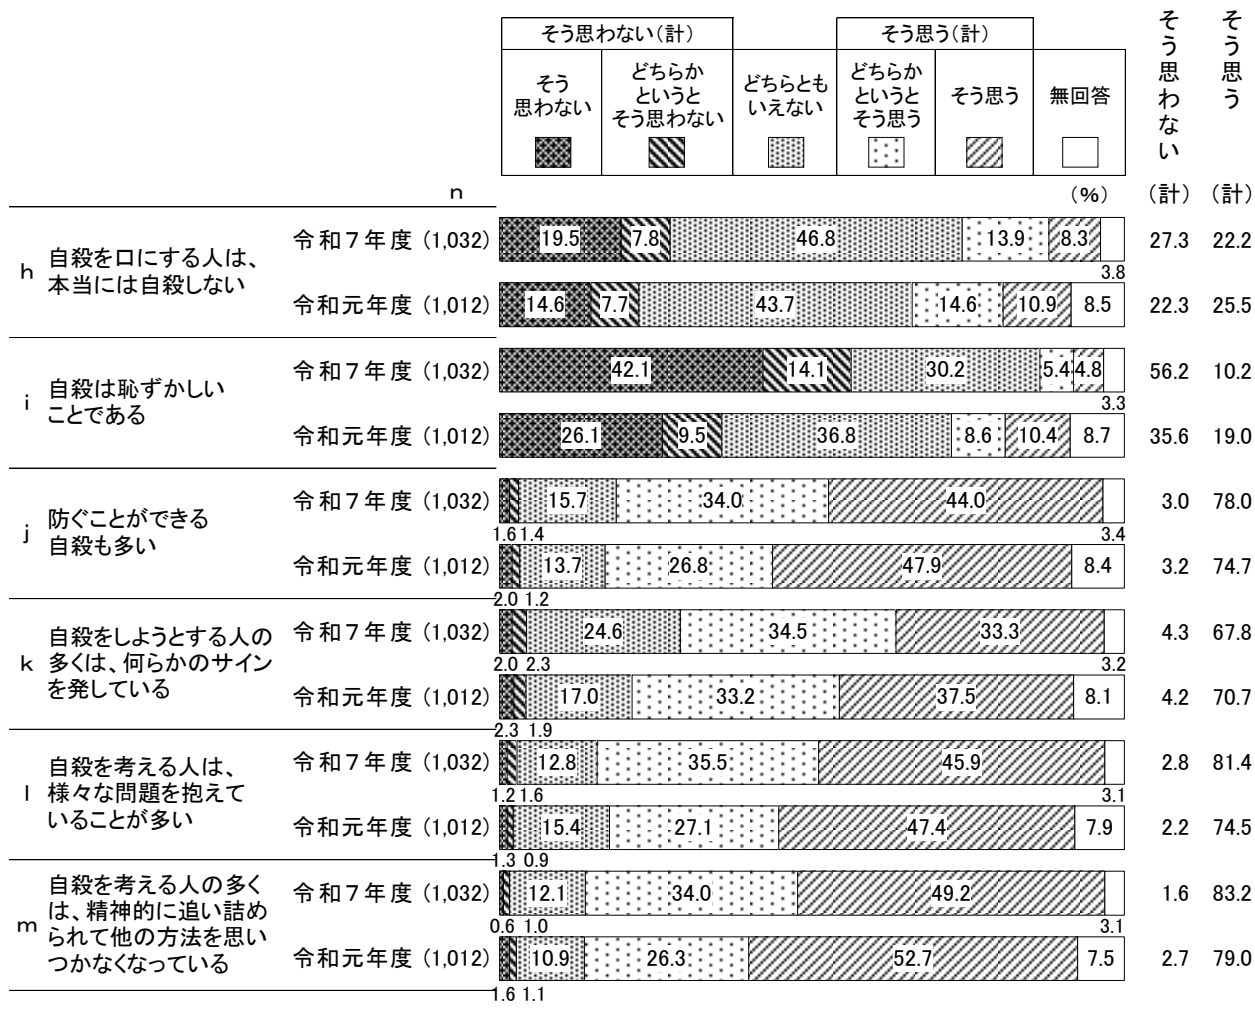 そう思わない(計)
そう思う(計)
そう
思わない
どちらか
というと
そう思わない
どちらとも
いえない
どちらか
というと
そう思う
そう思う
無回答
そう思わない
(計)
そう思う
(計)
n
(%)
h
自殺を口にする人は、
本当には自殺しない
令和7年度 (1,032) 19.5 7.8 46.8 13.9 8.3 3.8 27.3 22.2
令和元年度 (1,012) 14.6 7.7 43.7 14.6 10.9 8.5 22.3 25.5
i
自殺は恥ずかしい
ことである
令和7年度 (1,032) 42.1 14.1 30.2 5.4 4.8 3.3 56.2 10.2
令和元年度 (1,012) 26.1 9.5 36.8 8.6 10.4 8.7 35.6 19.0
j
防ぐことができる
自殺も多い
令和7年度 (1,032) 1.6 1.4 15.7 34.0 44.0 3.4 3.0 78.0
令和元年度 (1,012) 2.0 1.2 13.7 26.8 47.9 8.4 3.2 74.7
k
自殺をしようとする人の
多くは、何らかのサイン
を発している
令和7年度 (1,032) 2.0 2.3 24.6 34.5 33.3 3.2 4.3 67.8
令和元年度 (1,012) 2.3 1.9 17.0 33.2 37.5 8.1 4.2 70.7
l
自殺を考える人は、
様々な問題を抱えて
いることが多い
令和7年度 (1,032) 1.2 1.6 12.8 35.5 45.9 3.1 2.8 81.4
令和元年度 (1,012) 1.3 0.9 15.4 27.1 47.4 7.9 2.2 74.5
m
自殺を考える人の多く
は、精神的に追い詰め
られて他の方法を思い
つかなくなっている
令和7年度 (1,032) 0.6 1.0 12.1 34.0 49.2 3.1 1.6 83.2
令和元年度 (1,012) 1.6 1.1 10.9 26.3 52.7 7.5 2.7 79.0